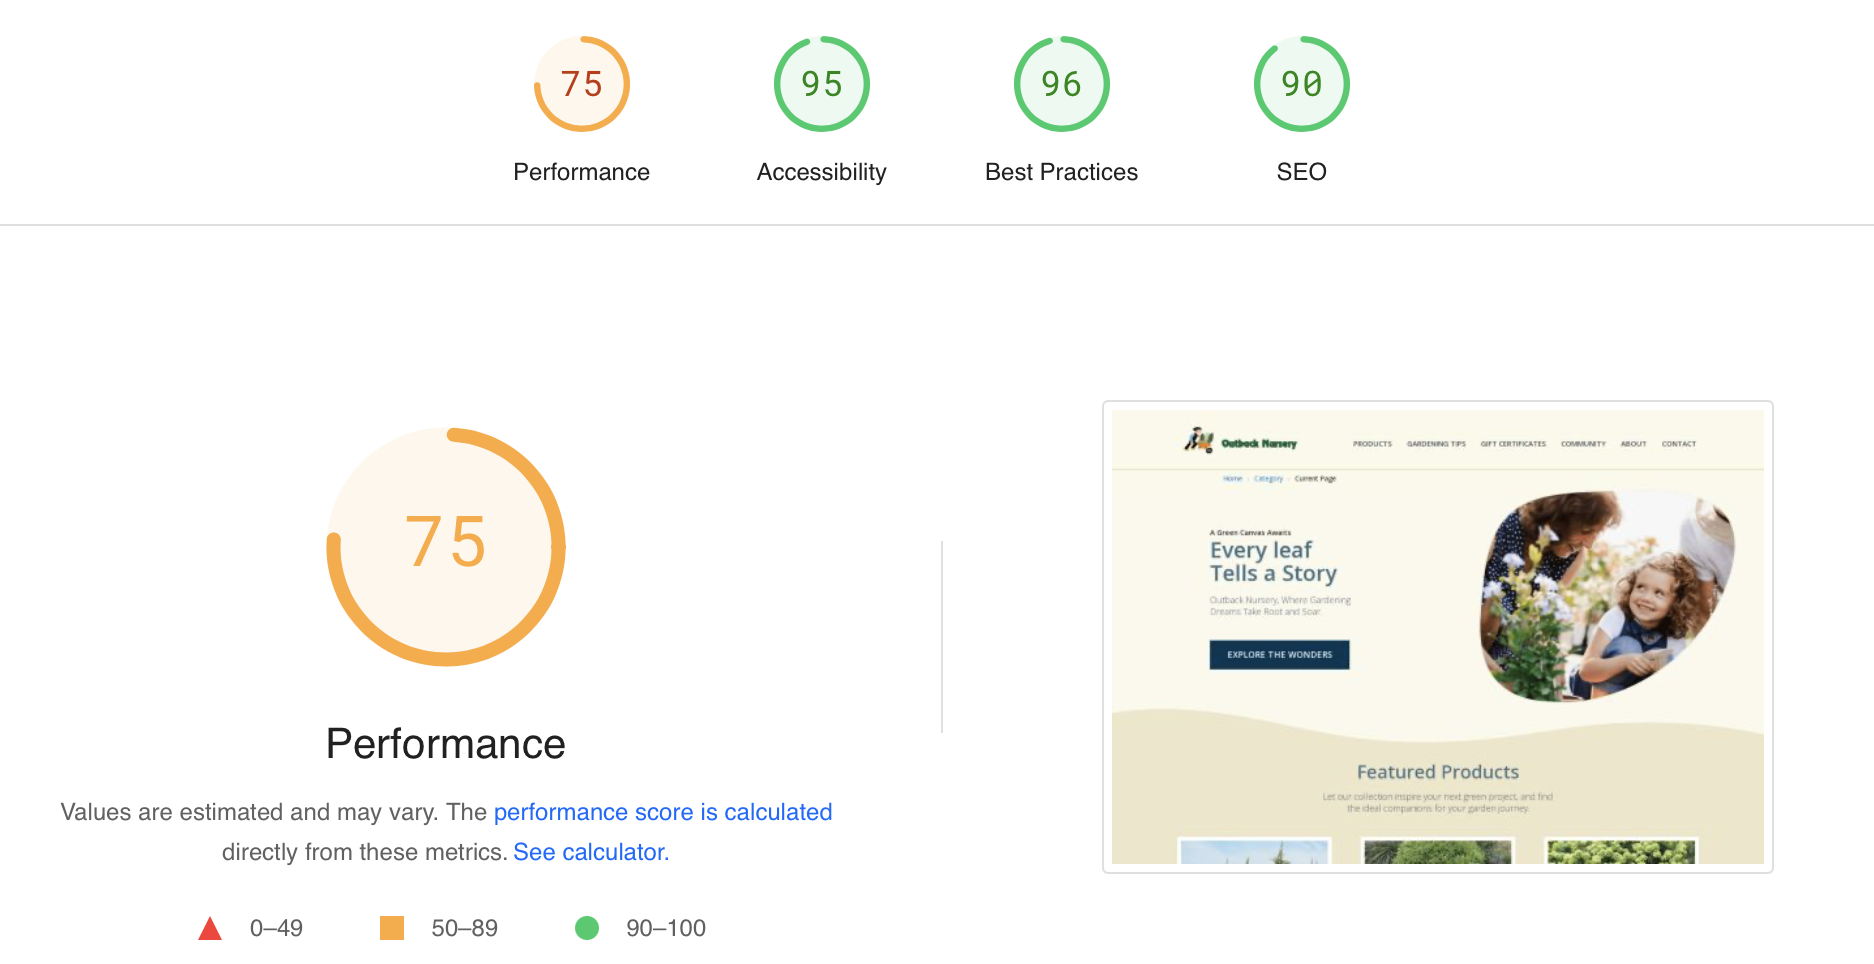 75
95
96
90
Performance
Accessibility
Best Practices
SEO
75
Performance
Values are estimated and may vary. The performance score is calculated
directly from these metrics. See calculator.
0–49
50–89
90–100
Outback Nursery
PRODUCTS
GARDENING TIPS
GIFT CERTIFICATES
COMMUNITY
ABOUT
CONTACT
Home
Category
Current Page
A Green Canvas Awaits
Every leaf
Tells a Story
Outback Nursery, Where Gardening
Dreams Take Root and Soar.
EXPLORE THE WONDERS
Featured Products
Let our collection inspire your next green project, and find
the ideal companions for your garden journey.